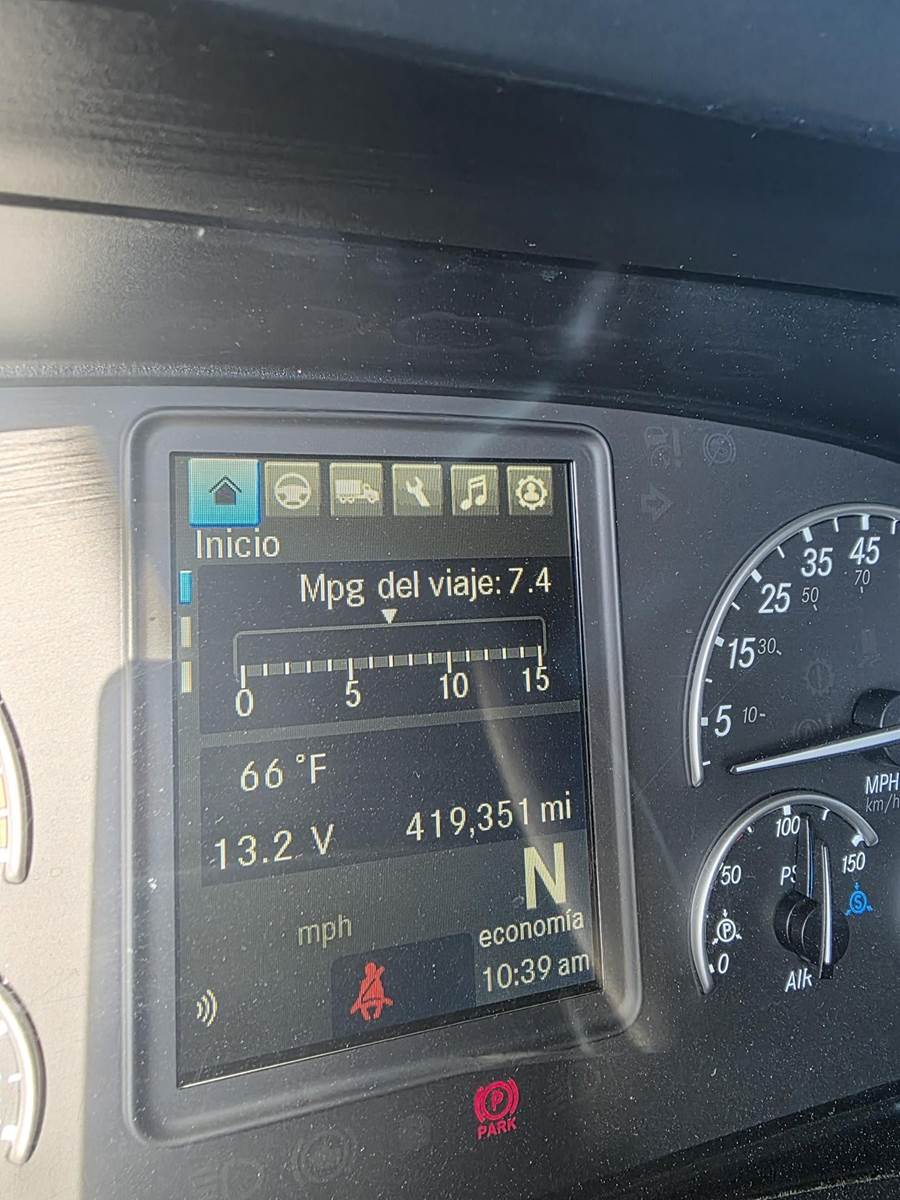 Inicio
Mpg del viaje: 7.4
0 5 10 15
66 °F
13.2 V 419,351 mi
N
mph economía
10:39 am
PARK
5 15 25 35 45
10 30 50 70
MPH
km/h
0 50 100 150
P
S